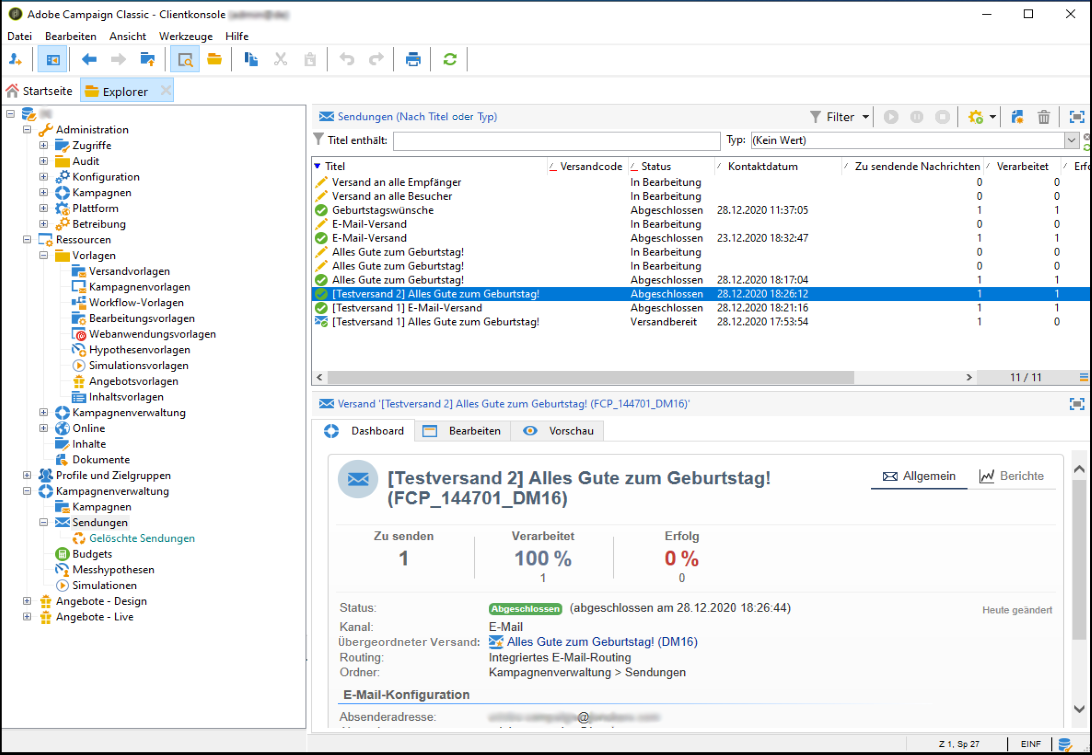 Adobe Campaign Classic - Clientkonsole
Datei Bearbeiten Ansicht Werkzeuge Hilfe
Startseite Explorer
Administration
Zugriffe
Audit
Konfiguration
Kampagnen
Plattform
Betreibung
Ressourcen
Vorlagen
Versandvorlagen
Kampagnenvorlagen
Workflow-Vorlagen
Bearbeitungsvorlagen
Webanwendungsvorlagen
Hypothesenvorlagen
Simulationsvorlagen
Angebotsvorlagen
Inhaltsvorlagen
Kampagnenverwaltung
Online
Inhalte
Dokumente
Profile und Zielgruppen
Kampagnenverwaltung
Kampagnen
Sendungen
Gelöschte Sendungen
Budgets
Messhypothesen
Simulationen
Angebote - Design
Angebote - Live
Sendungen (Nach Titel oder Typ) Filter
Titel enthält: Typ: (Kein Wert)
Titel Versandcode Status Kontaktdatum Zu sendende Nachrichten Verarbeitet Erfo
Versand an alle Empfänger In Bearbeitung 0 0
Versand an alle Besucher In Bearbeitung 0 0
Geburtstagswünsche Abgeschlossen 28.12.2020 11:37:05 1 1
E-Mail-Versand In Bearbeitung 0 0
E-Mail-Versand Abgeschlossen 23.12.2020 18:32:47 1 1
Alles Gute zum Geburtstag! In Bearbeitung 0 0
Alles Gute zum Geburtstag! In Bearbeitung 0 0
Alles Gute zum Geburtstag! Abgeschlossen 28.12.2020 18:17:04 1 1
[Testversand 2] Alles Gute zum Geburtstag! Abgeschlossen 28.12.2020 18:26:12 1 1
[Testversand 1] E-Mail-Versand Abgeschlossen 28.12.2020 18:21:16 1 1
[Testversand 1] Alles Gute zum Geburtstag! Versandbereit 28.12.2020 17:53:54 1 0
11 / 11
Versand '[Testversand 2] Alles Gute zum Geburtstag! (FCP_144701_DM16)'
Dashboard Bearbeiten Vorschau
[Testversand 2] Alles Gute zum Geburtstag!
(FCP_144701_DM16)
Allgemein Berichte
Zu senden Verarbeitet Erfolg
1 100 % 0 %
1 0
Status: Abgeschlossen (abgeschlossen am 28.12.2020 18:26:44) Heute geändert
Kanal: E-Mail
Übergeordneter Versand: Alles Gute zum Geburtstag! (DM16)
Routing: Integriertes E-Mail-Routing
Ordner: Kampagnenverwaltung > Sendungen
E-Mail-Konfiguration
Absenderadresse: @
Z 1, Sp 27 EINF